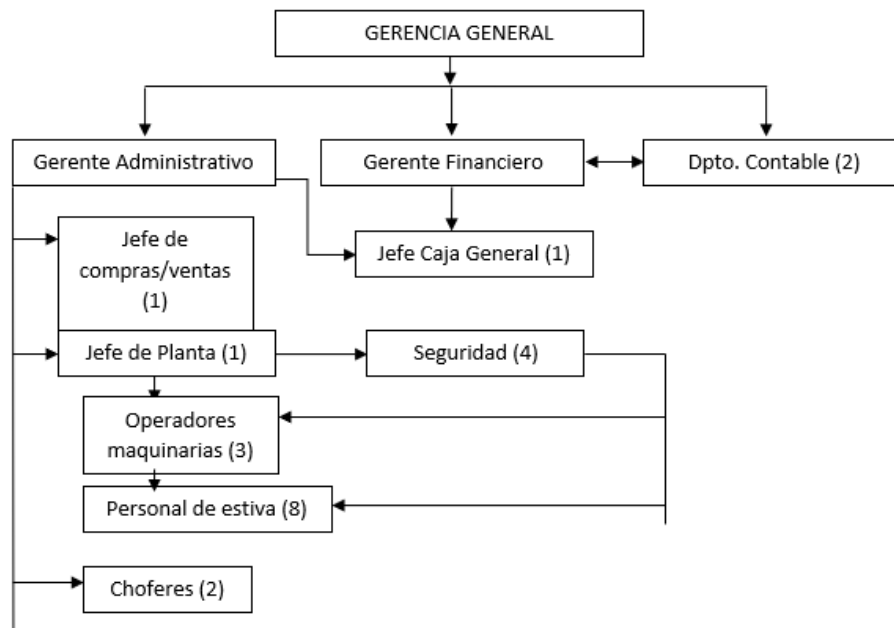 GERENCIA GENERAL
Gerente Administrativo
Gerente Financiero
Dpto. Contable (2)
Jefe de
compras/ventas
(1)
Jefe Caja General (1)
Jefe de Planta (1)
Seguridad (4)
Operadores
maquinarias (3)
Personal de estiva (8)
Choferes (2)